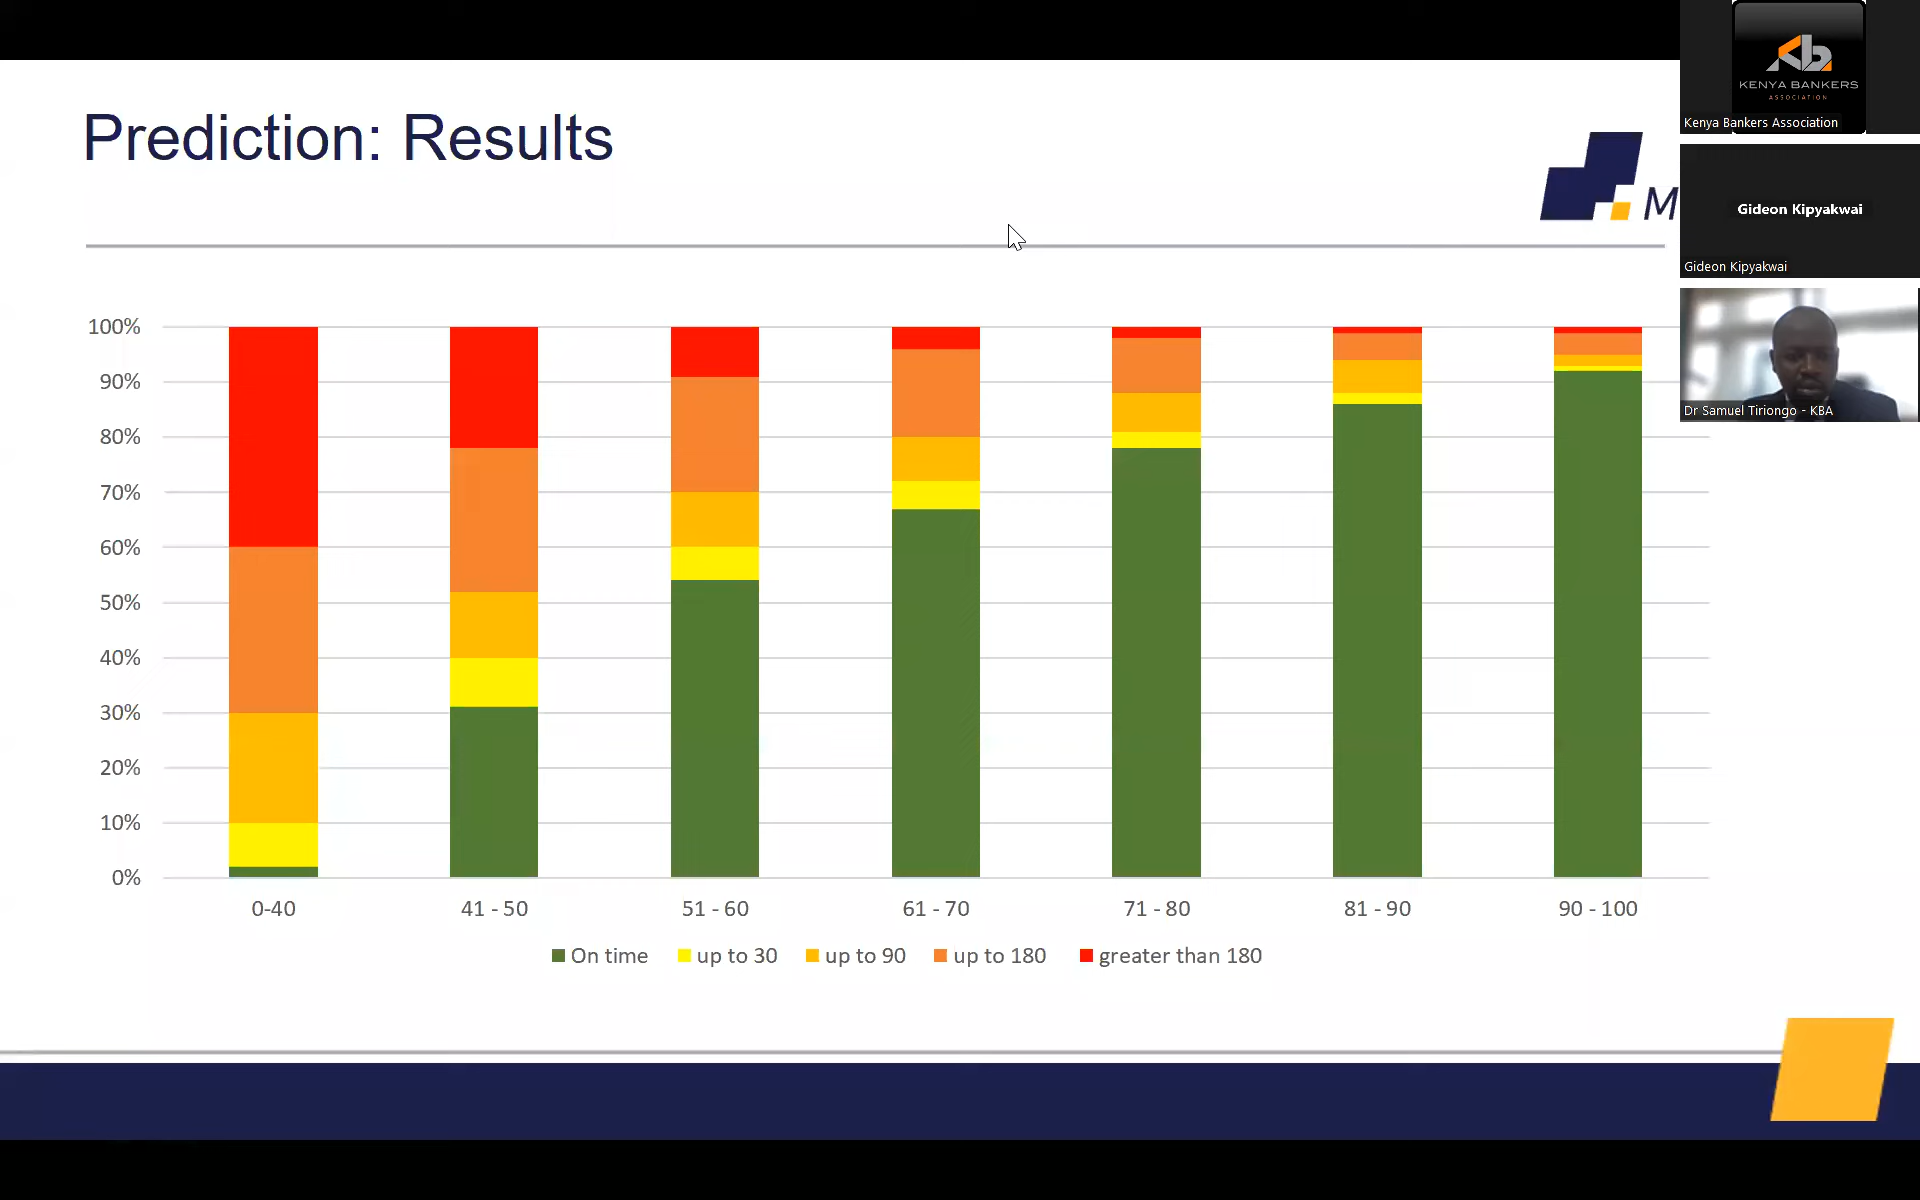 Prediction: Results
M
100%
90%
80%
70%
60%
50%
40%
30%
20%
10%
0%
0-40
41 - 50
51 - 60
61 - 70
71 - 80
81 - 90
90 - 100
On time
up to 30
up to 90
up to 180
greater than 180
KENYA BANKERS
ASSOCIATION
Kenya Bankers Association
Gideon Kipyakwai
Gideon Kipyakwai
Dr Samuel Tiriongo - KBA